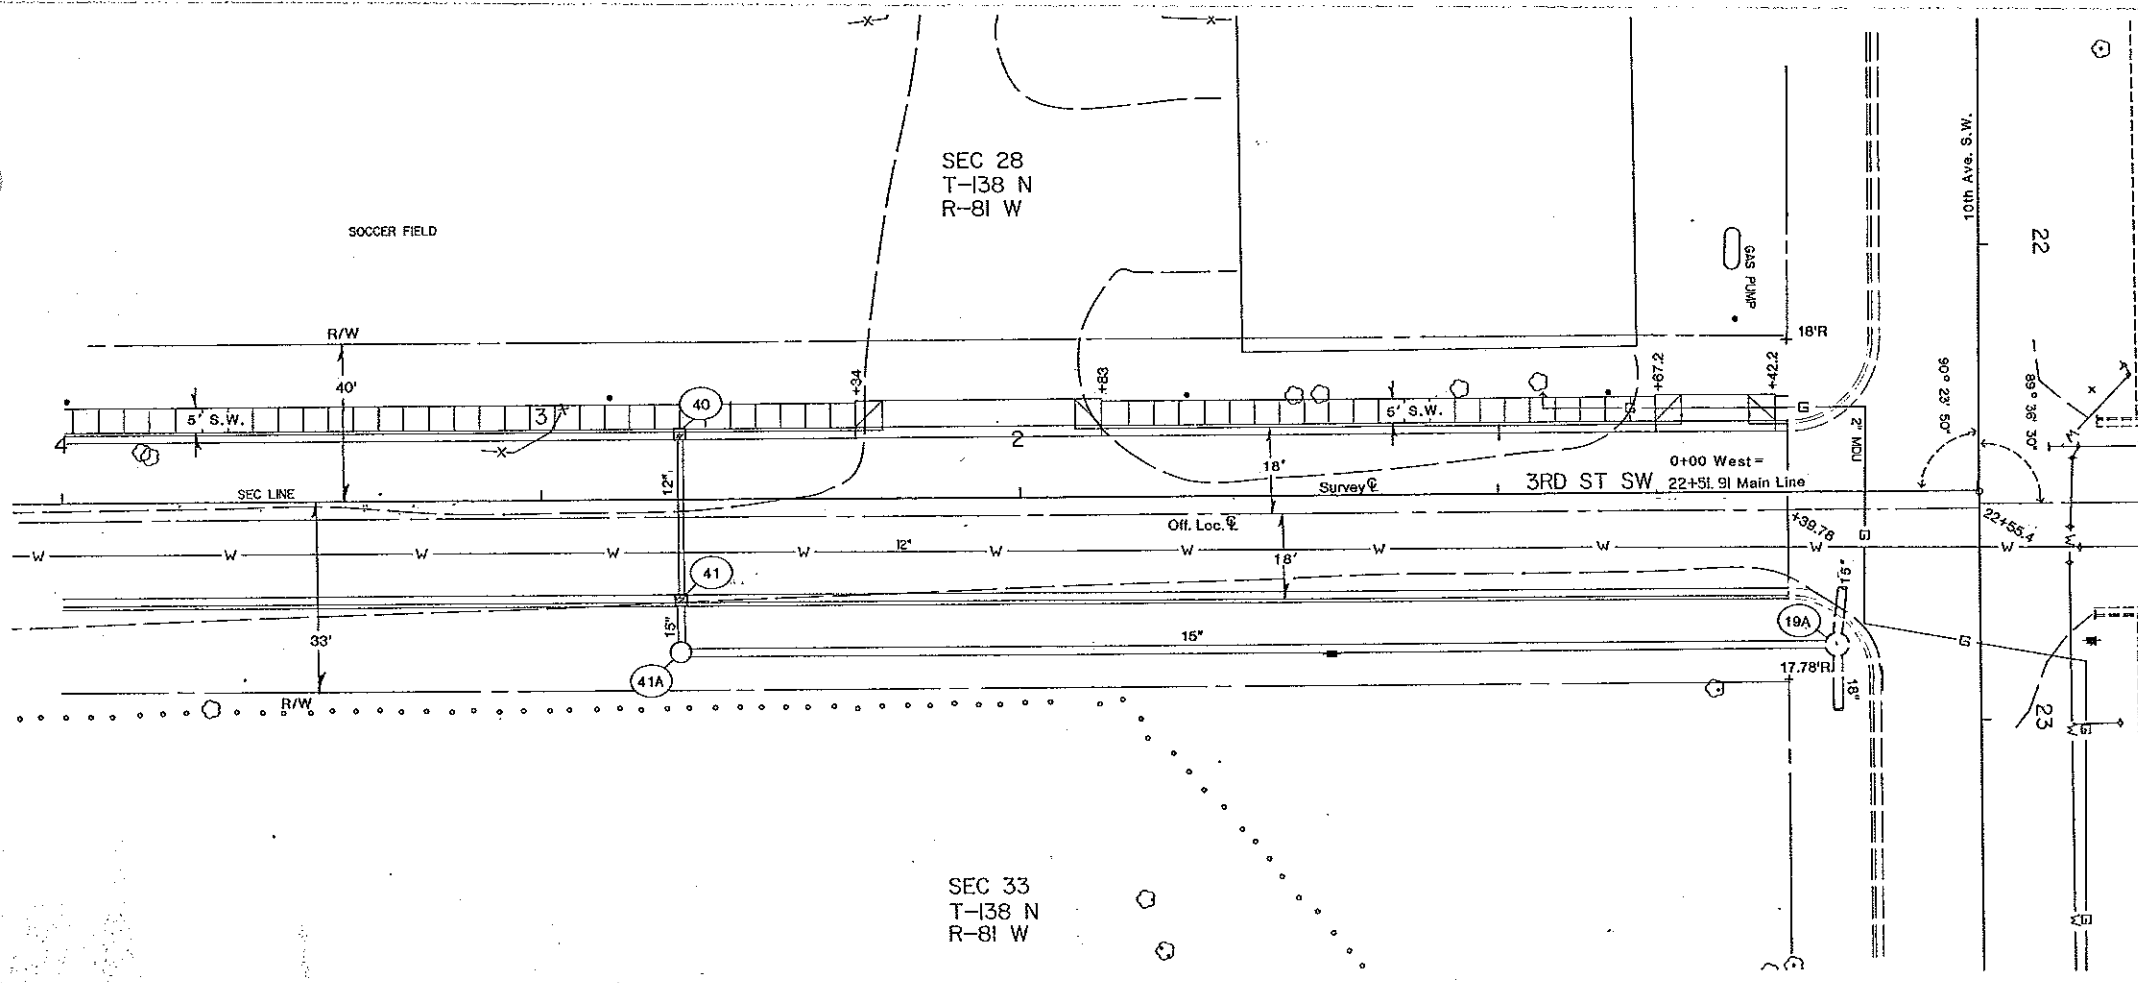 SEC 28
T-138 N
R-81 W
SOCCER FIELD
10th Ave. S.W.
22
GAS PUMP
R/W
18'R
40'
+34
+83
+67.2
+42.2
90° 23' 50"
89° 36' 30"
5' S.W.
3
40
5' S.W.
G
G
4
X
X
X
X
2
2" MDU
12"
18'
0+00 West =
SEC LINE
Survey ℄
3RD ST SW
22+51.91 Main Line
Off. Loc. ℄
+39.78
22+55.4
G
W W W W W 12" W W W W W W
18'
41
15"
15"
33'
15"
19A
G
41A
17.78'R
18"
R/W
23
W
G
SEC 33
T-138 N
R-81 W
W
G